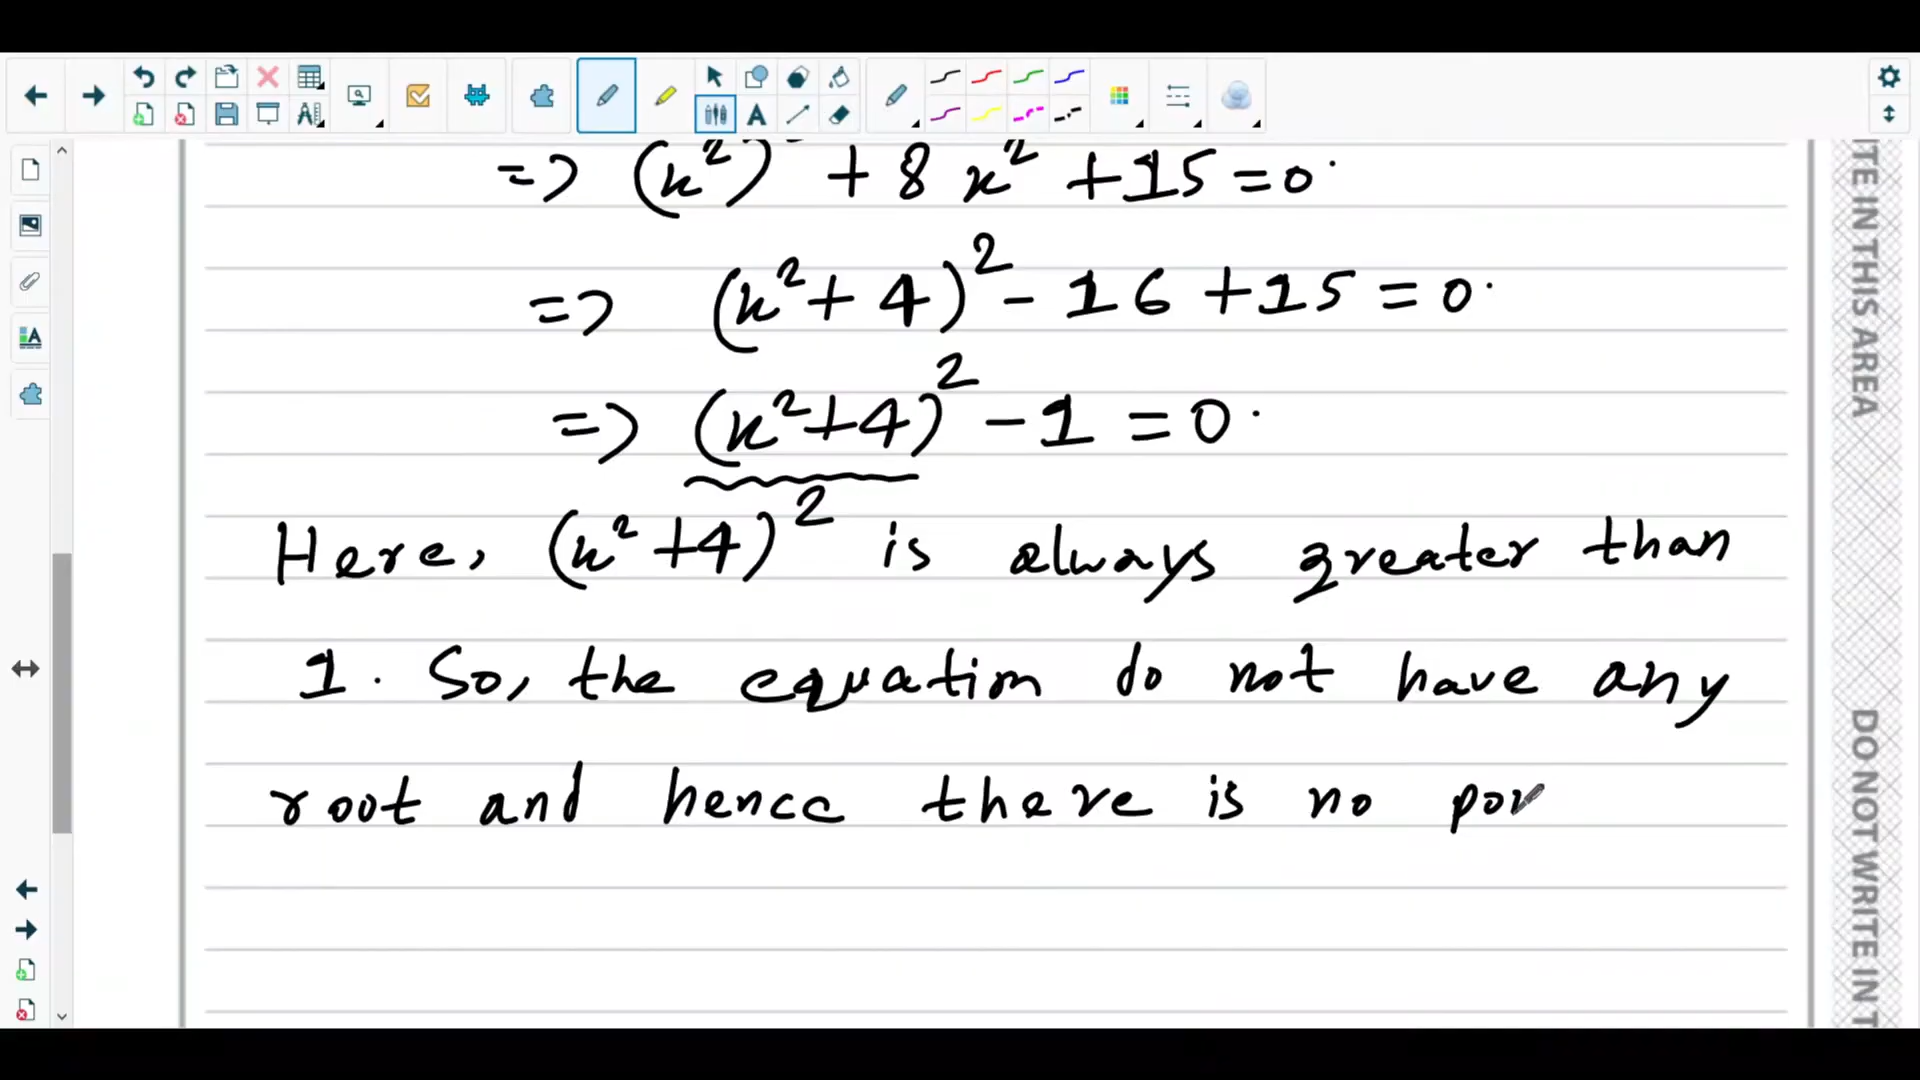 => (x²)² + 8x² + 15 = 0.
=> (x² + 4)² - 16 + 15 = 0.
=> (x² + 4)² - 1 = 0.
Here, (x² + 4)² is always greater than
1. So, the equation do not have any
root and hence there is no
ITE IN THIS AREA
DO NOT WRITE IN T